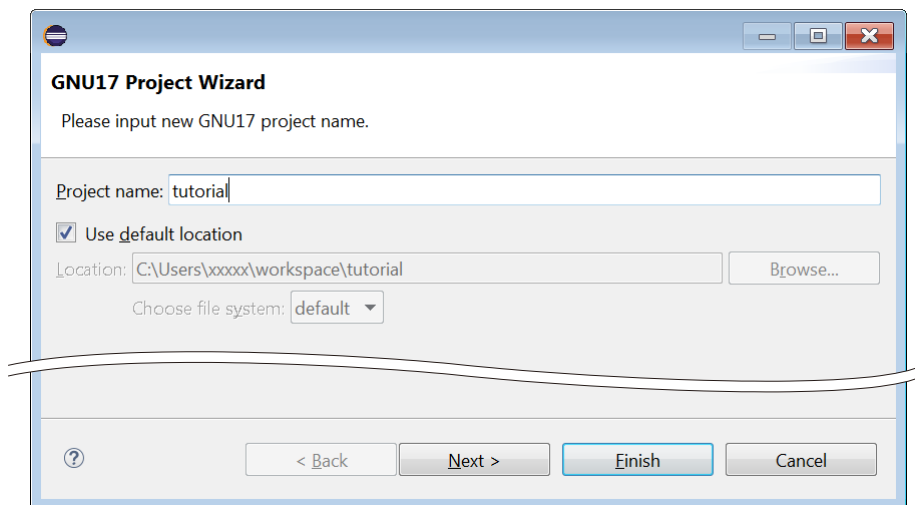 GNU17 Project Wizard
Please input new GNU17 project name.
Project name: tutorial
Use default location
Location: C:\Users\xxxxx\workspace\tutorial Browse...
Choose file system: default
? < Back Next > Finish Cancel